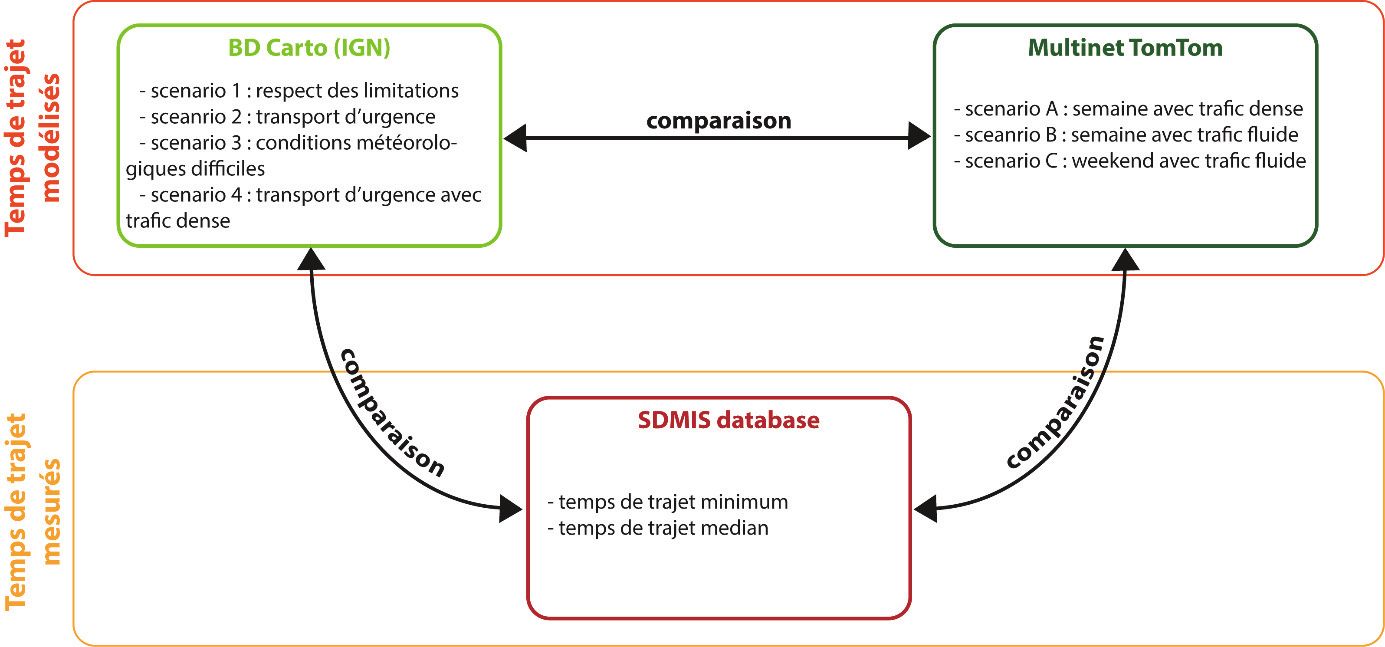 Temps de trajet
modélisés
BD Carto (IGN)
- scenario 1 : respect des limitations
- sceanrio 2 : transport d'urgence
- scenario 3 : conditions météorolo-
giques difficiles
- scenario 4 : transport d'urgence avec
trafic dense
comparaison
Multinet TomTom
- scenario A : semaine avec trafic dense
- sceanrio B : semaine avec trafic fluide
- scenario C : weekend avec trafic fluide
comparaison
comparaison
Temps de trajet
mesurés
SDMIS database
- temps de trajet minimum
- temps de trajet median